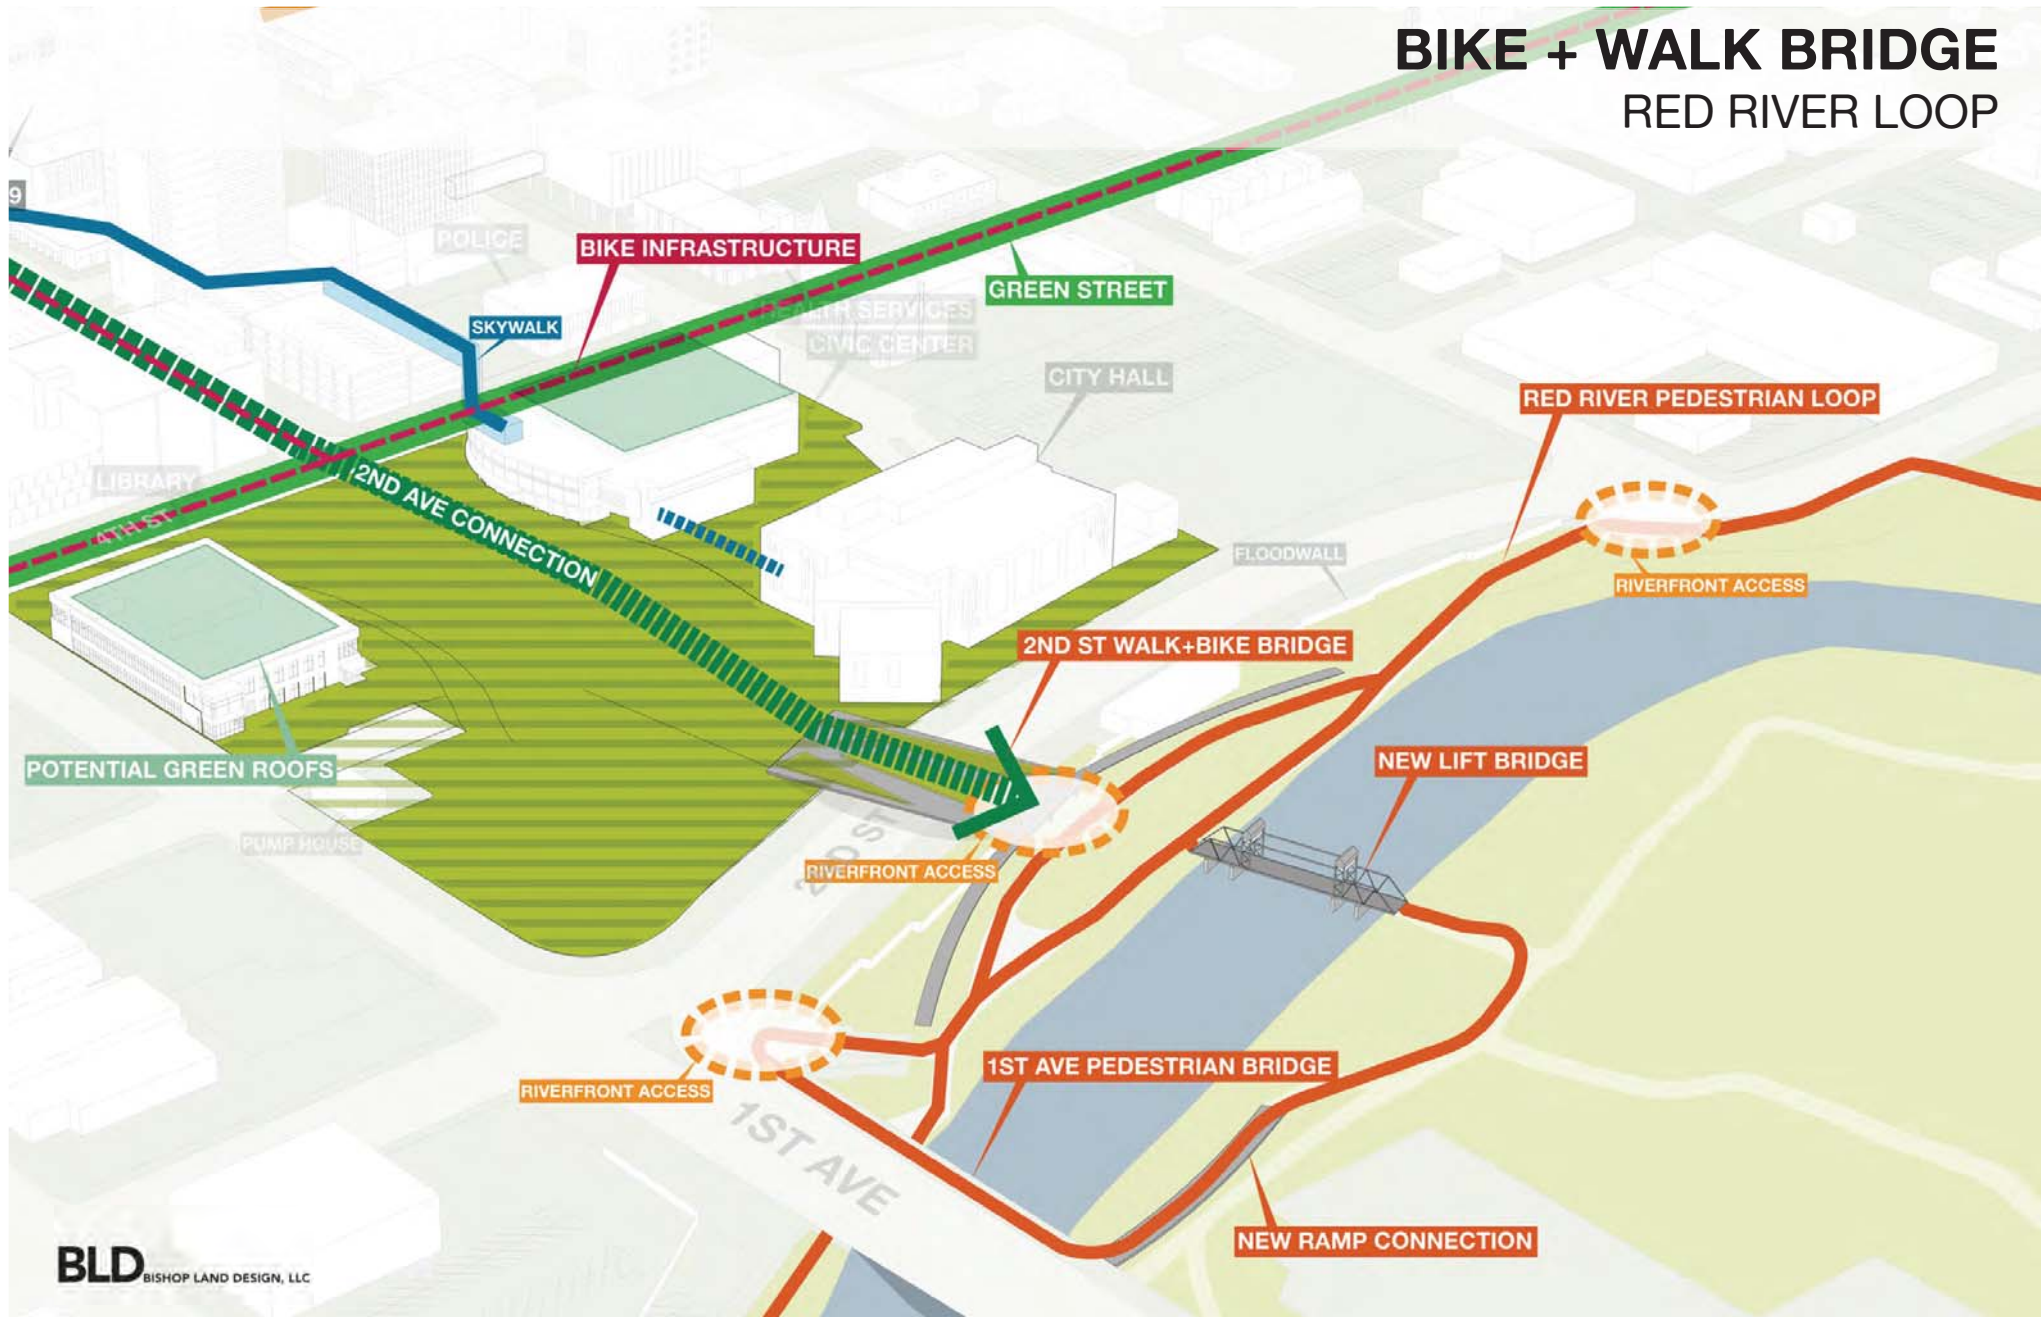 BIKE + WALK BRIDGE
RED RIVER LOOP
9
POLICE
BIKE INFRASTRUCTURE
GREEN STREET
SKYWALK
HEALTH SERVICES
CIVIC CENTER
CITY HALL
RED RIVER PEDESTRIAN LOOP
LIBRARY
2ND AVE CONNECTION
4TH ST
FLOODWALL
RIVERFRONT ACCESS
2ND ST WALK+BIKE BRIDGE
POTENTIAL GREEN ROOFS
NEW LIFT BRIDGE
PUMP HOUSE
2ND ST
RIVERFRONT ACCESS
1ST AVE PEDESTRIAN BRIDGE
RIVERFRONT ACCESS
1ST AVE
NEW RAMP CONNECTION
BLD BISHOP LAND DESIGN, LLC